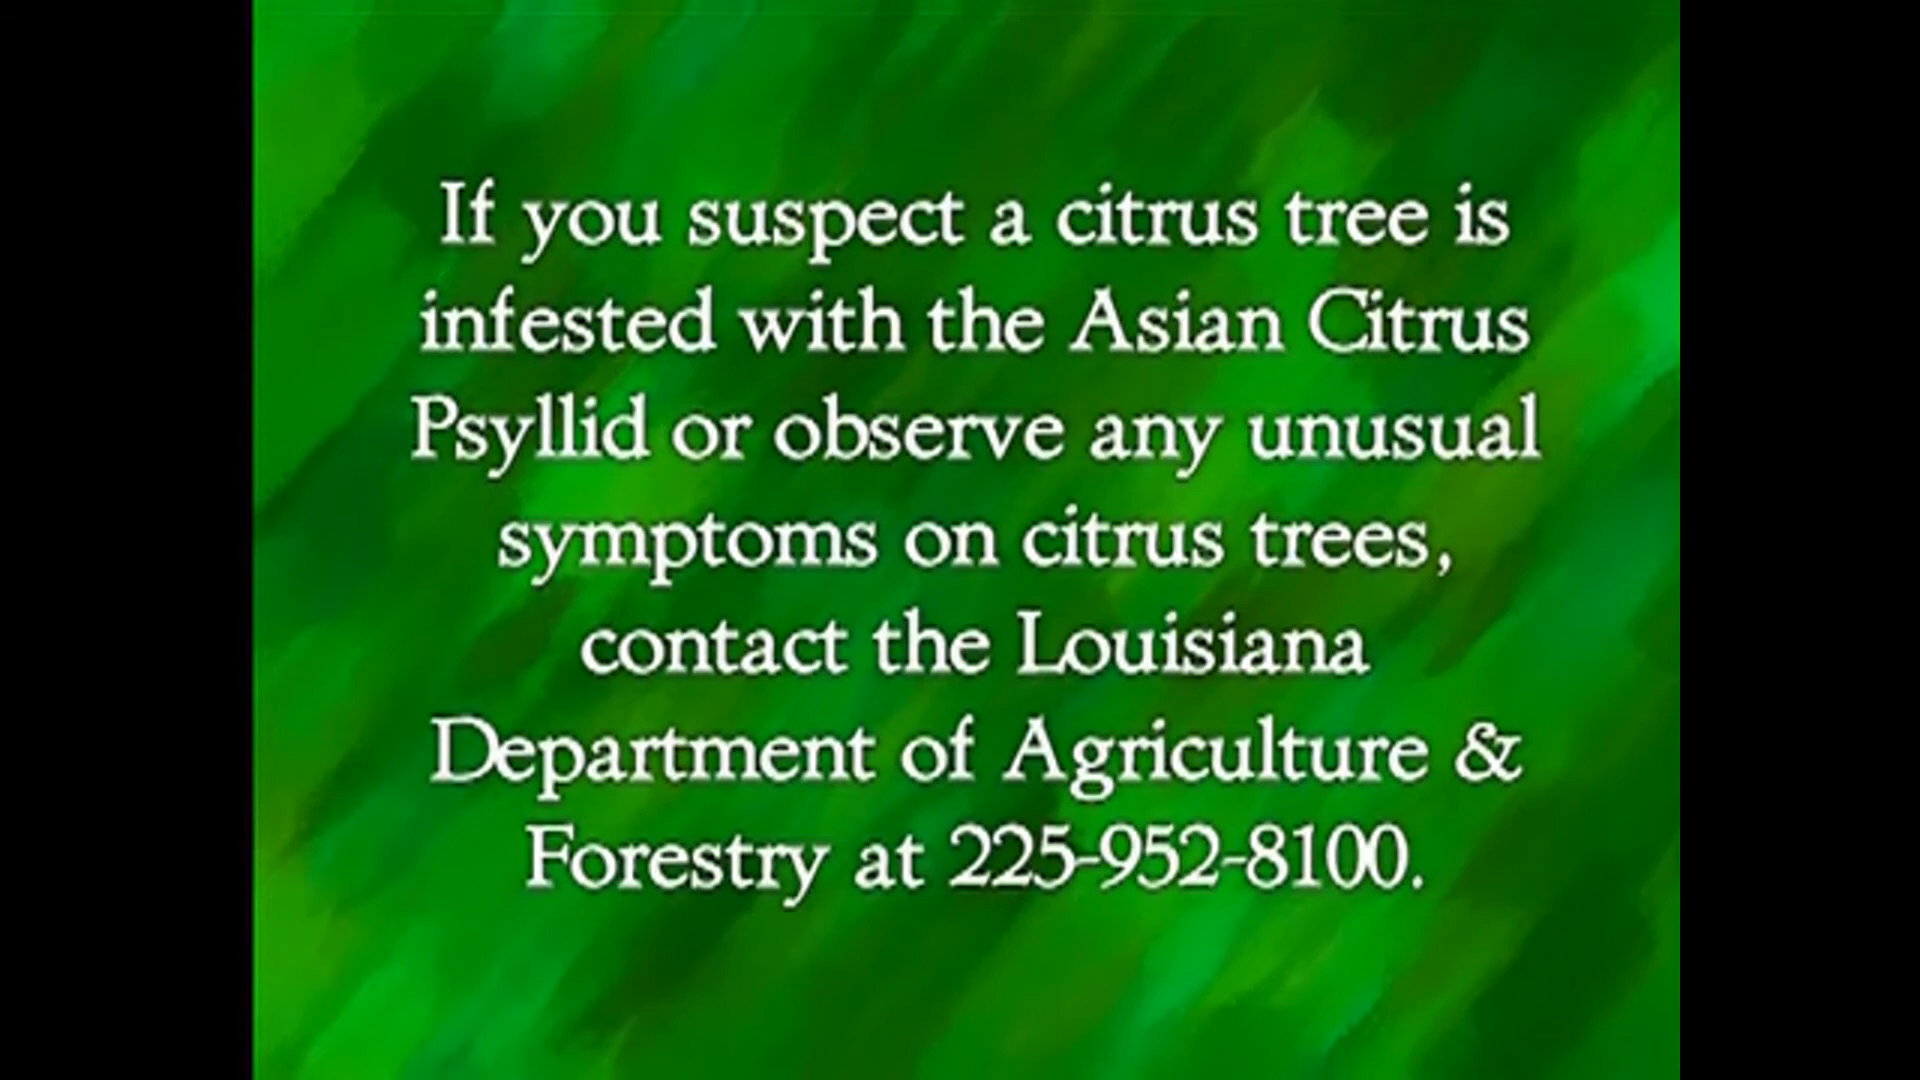 If you suspect a citrus tree is
infested with the Asian Citrus
Psyllid or observe any unusual
symptoms on citrus trees,
contact the Louisiana
Department of Agriculture &
Forestry at 225-952-8100.